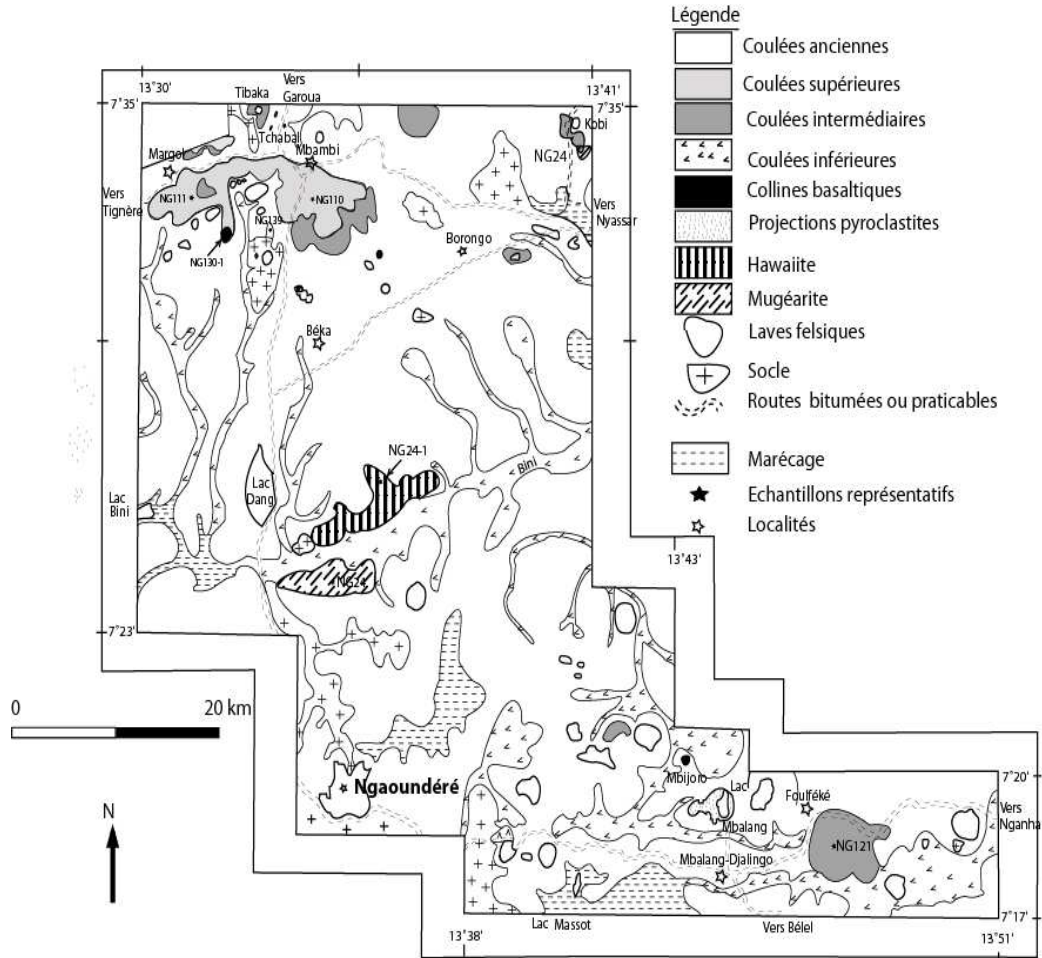 Légende
Coulées anciennes
Coulées supérieures
Coulées intermédiaires
Coulées inférieures
Collines basaltiques
Projections pyroclastites
Hawaiite
Mugéarite
Laves felsiques
Socle
Routes bitumées ou praticables
Marécage
Echantillons représentatifs
Localités
13°30'
Vers
Garoua
13°41'
7°35'
Tibaka
7°35'
Tchabal
Mbambi
Kobi
Margol
NG24
Vers
Tignère
NG111
NG110
Vers
Nyassar
NG139
NG130-1
Borongo
Béka
NG24-1
Bini
Lac
Dang
Lac
Bini
NG24
13°43'
7°23'
0
20 km
N
Ngaoundéré
Mbijoro
Lac
Mbalang
Foulféké
7°20'
Vers
Nganha
NG121
Mbalang-Djalingo
7°17'
Lac Massot
Vers Bélel
13°38'
13°51'